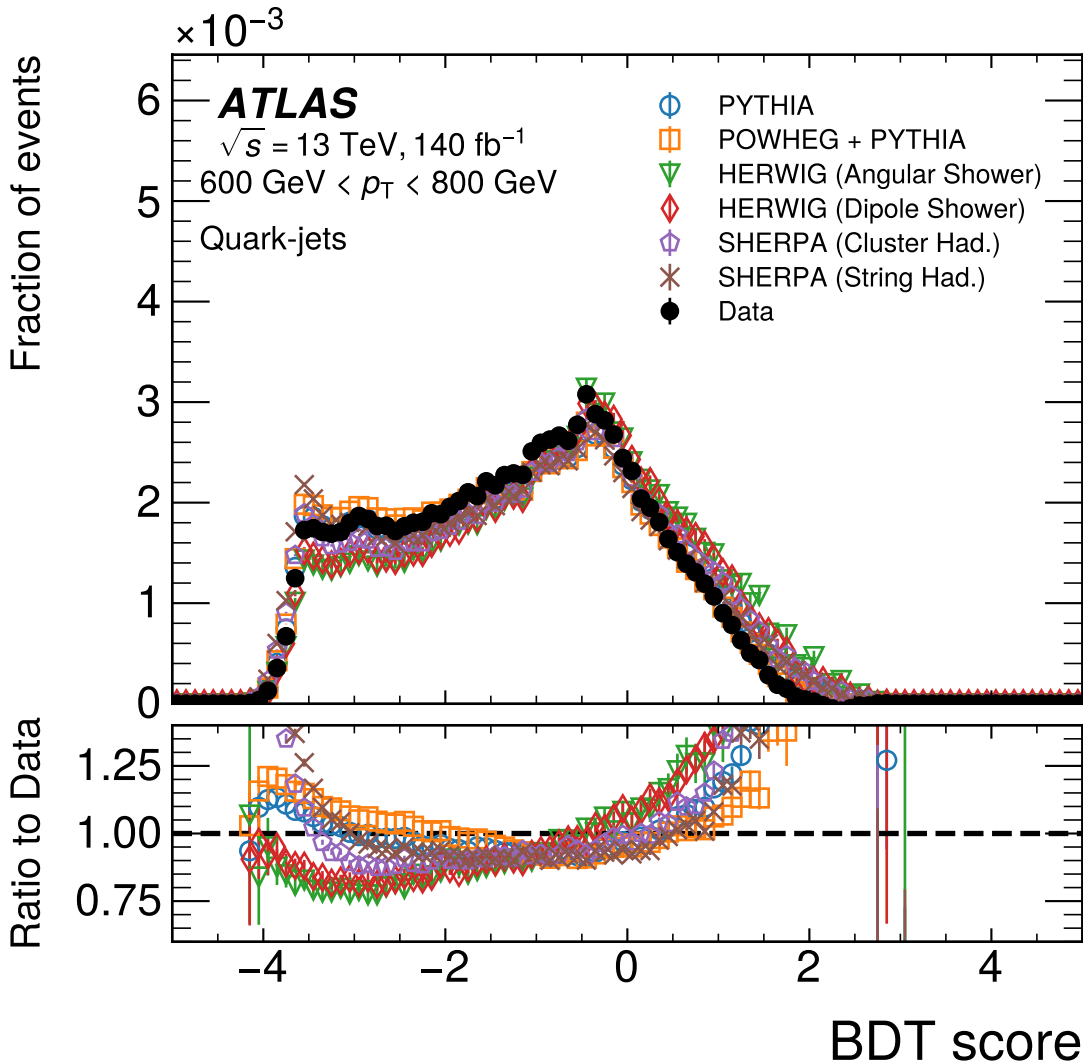 ×10⁻³
Fraction of events
6
5
4
3
2
1
0
ATLAS
√s = 13 TeV, 140 fb⁻¹
600 GeV < pT < 800 GeV
Quark-jets
PYTHIA
POWHEG + PYTHIA
HERWIG (Angular Shower)
HERWIG (Dipole Shower)
SHERPA (Cluster Had.)
SHERPA (String Had.)
Data
Ratio to Data
1.25
1.00
0.75
−4 −2 0 2 4
BDT score